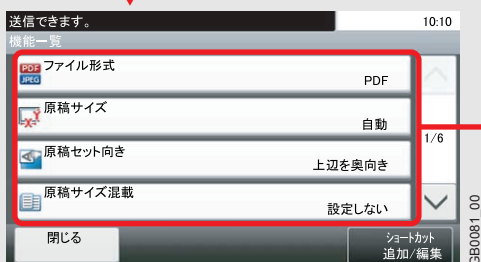 送信できます。
10:10
機能一覧
PDF
JPEG
ファイル形式
PDF
原稿サイズ
自動
1/6
原稿セット向き
上辺を奥向き
原稿サイズ混載
設定しない
閉じる
ショートカット
追加/編集
GB0081_00